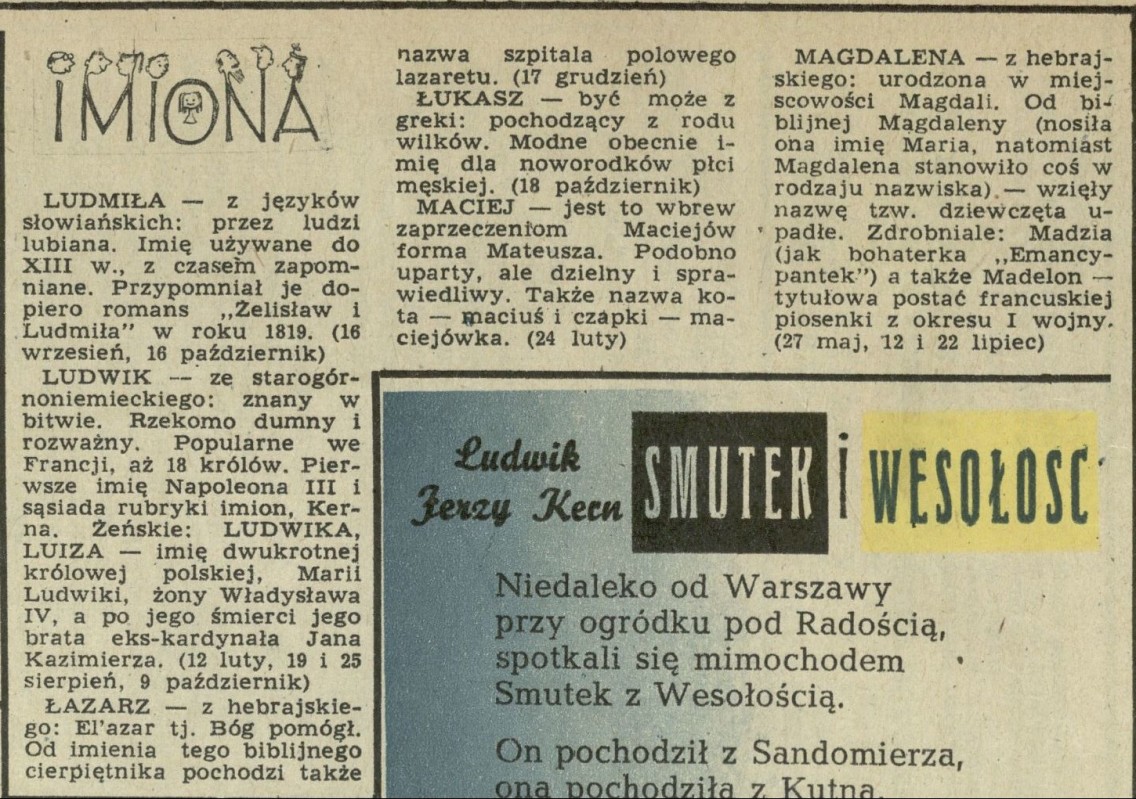 IMIONA
LUDMIŁA — z języków
słowiańskich: przez ludzi
lubiana. Imię używane do
XIII w., z czasem zapom-
niane. Przypomniał je do-
piero romans „Żelisław i
Ludmiła" w roku 1819. (16
wrzesień, 16 październik)
LUDWIK — ze starogór-
noniemieckiego: znany w
bitwie. Rzekomo dumny i
rozważny. Popularne we
Francji, aż 18 królów. Pier-
wsze imię Napoleona III i
sąsiada rubryki imion, Ker-
na. Żeńskie: LUDWIKA,
LUIZA — imię dwukrotnej
królowej polskiej, Marii
Ludwiki, żony Władysława
IV, a po jego śmierci jego
brata eks-kardynała Jana
Kazimierza. (12 luty, 19 i 25
sierpień, 9 październik)
ŁAZARZ — z hebrajskie-
go: El'azar tj. Bóg pomógł.
Od imienia tego biblijnego
cierpiętnika pochodzi także
nazwa szpitala polowego
lazaretu. (17 grudzień)
ŁUKASZ — być może z
greki: pochodzący z rodu
wilków. Modne obecnie i-
mię dla noworodków płci
męskiej. (18 październik)
MACIEJ — jest to wbrew
zaprzeczeniom Maciejów
forma Mateusza. Podobno
uparty, ale dzielny i spra-
wiedliwy. Także nazwa ko-
ta — maciuś i czapki — ma-
ciejówka. (24 luty)
MAGDALENA — z hebraj-
skiego: urodzona w miej-
scowości Magdali. Od bi-
blijnej Magdaleny (nosiła
ona imię Maria, natomiast
Magdalena stanowiło coś w
rodzaju nazwiska) — wzięły
nazwę tzw. dziewczęta u-
padłe. Zdrobniale: Madzia
(jak bohaterka „Emancy-
pantek") a także Madelon —
tytułowa postać francuskiej
piosenki z okresu I wojny.
(27 maj, 12 i 22 lipiec)
Ludwik
Jerzy Kern
SMUTEK i WESOŁOSC
Niedaleko od Warszawy
przy ogródku pod Radością,
spotkali się mimochodem
Smutek z Wesołością.
On pochodził z Sandomierza,
ona pochodziła z Kutna.